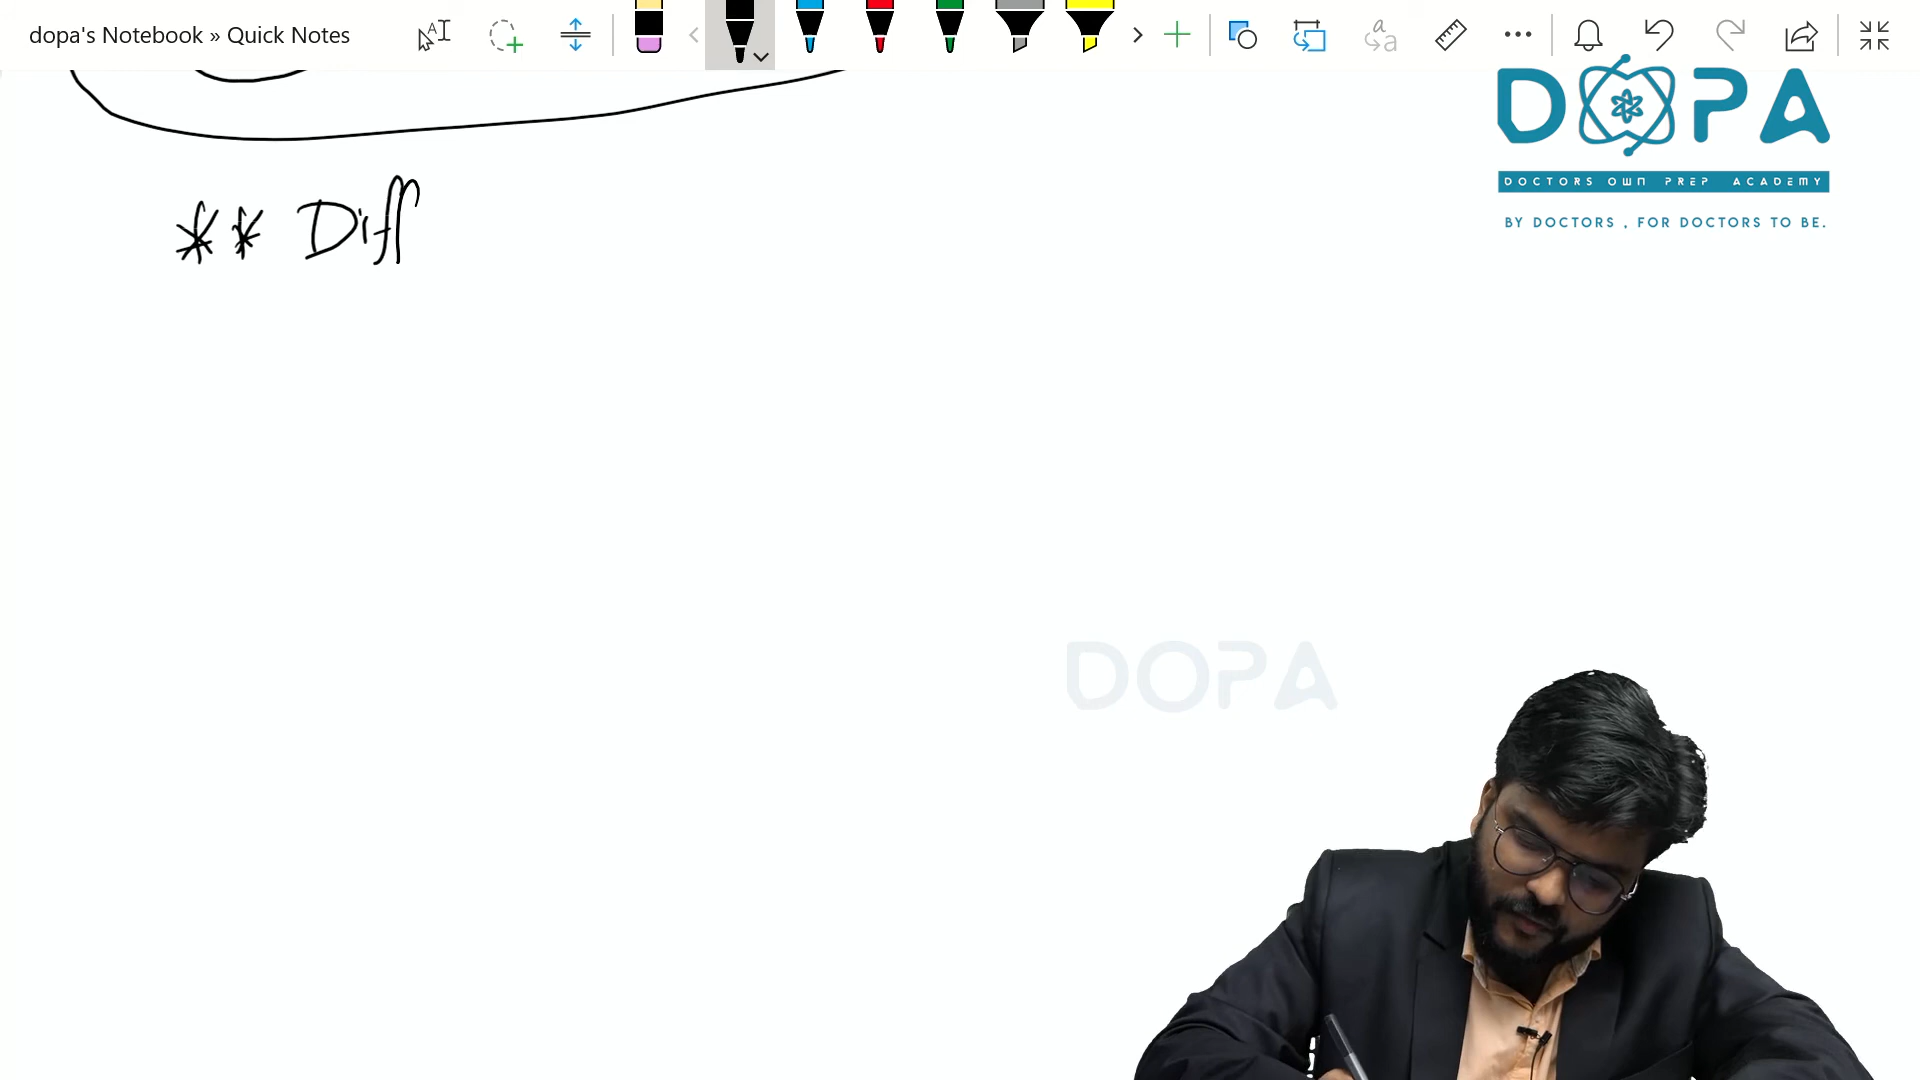 dopa's Notebook » Quick Notes
DOPA
DOCTORS OWN PREP ACADEMY
BY DOCTORS , FOR DOCTORS TO BE.
** Diff
DOPA